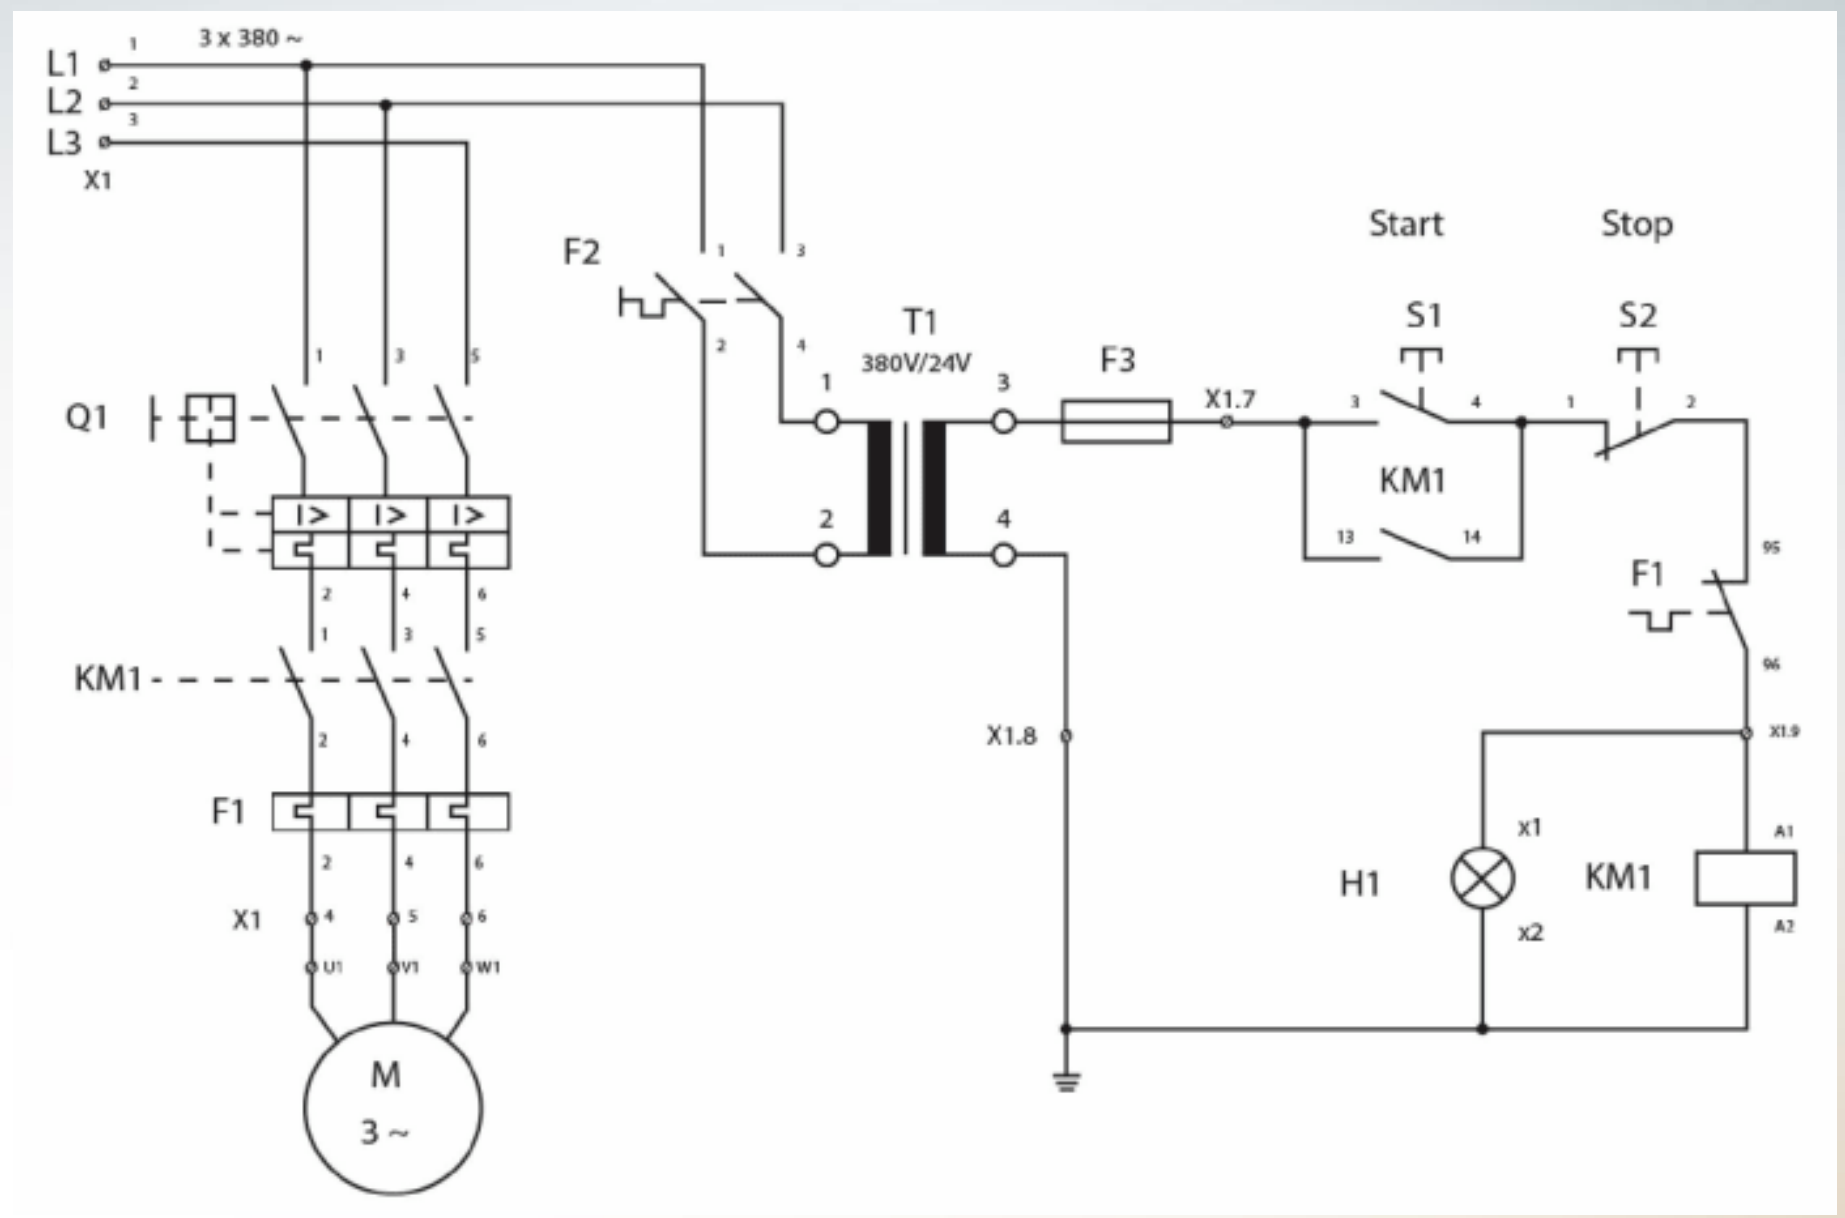 1 3 x 380 ~
L1
2
L2
3
L3
X1
F2 1 3
2 4
Start Stop
T1
380V/24V
S1 S2
F3
1 3 5
Q1
1 3 X1.7 3 4 1 2
I> I> I>
KM1
2 4
13 14
95
F1
96
2 4 6
1 3 5
KM1
2 4 6
X1.8 X1.9
F1
x1 A1
H1 KM1
x2 A2
2 4 6
X1 4 5 6
U1 V1 W1
M
3 ~